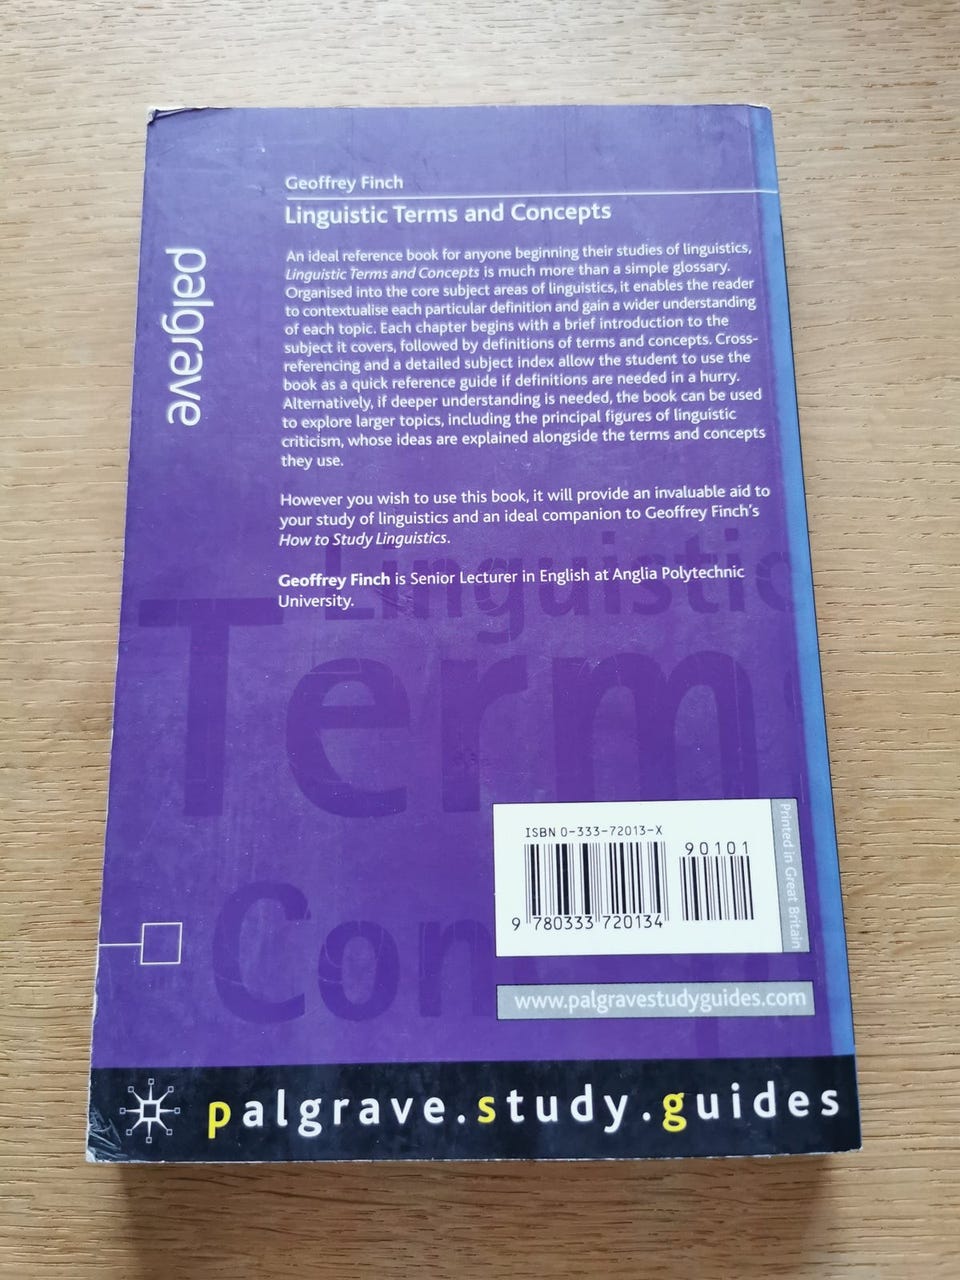 Geoffrey Finch
Linguistic Terms and Concepts
An ideal reference book for anyone beginning their studies of linguistics,
Linguistic Terms and Concepts is much more than a simple glossary.
Organised into the core subject areas of linguistics, it enables the reader
to contextualise each particular definition and gain a wider understanding
of each topic. Each chapter begins with a brief introduction to the
subject it covers, followed by definitions of terms and concepts. Cross-
referencing and a detailed subject index allow the student to use the
book as a quick reference guide if definitions are needed in a hurry.
Alternatively, if deeper understanding is needed, the book can be used
to explore larger topics, including the principal figures of linguistic
criticism, whose ideas are explained alongside the terms and concepts
they use.
However you wish to use this book, it will provide an invaluable aid to
your study of linguistics and an ideal companion to Geoffrey Finch's
How to Study Linguistics.
Geoffrey Finch is Senior Lecturer in English at Anglia Polytechnic
University.
palgrave
Linguistic
Terms
Concep
ISBN 0-333-72013-X
90101
9 780333 720134
Printed in Great Britain
www.palgravestudyguides.com
palgrave.study.guides